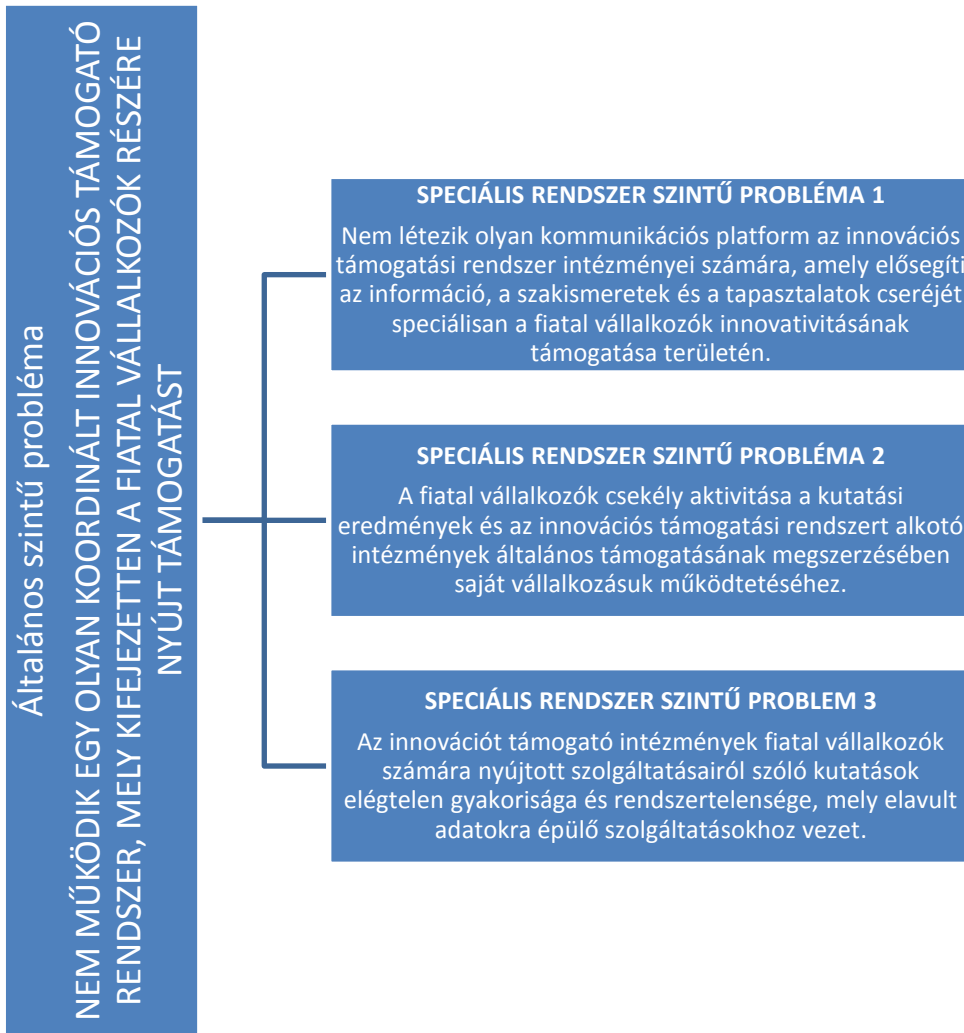 Általános szintű probléma
NEM MŰKÖDIK EGY OLYAN KOORDINÁLT INNOVÁCIÓS TÁMOGATÓ
RENDSZER, MELY KIFEJEZETTEN A FIATAL VÁLLALKOZÓK RÉSZÉRE
NYÚJT TÁMOGATÁST
SPECIÁLIS RENDSZER SZINTŰ PROBLÉMA 1
Nem létezik olyan kommunikációs platform az innovációs
támogatási rendszer intézményei számára, amely elősegíti
az információ, a szakismeretek és a tapasztalatok cseréjét
speciálisan a fiatal vállalkozók innovativitásának
támogatása területén.
SPECIÁLIS RENDSZER SZINTŰ PROBLÉMA 2
A fiatal vállalkozók csekély aktivitása a kutatási
eredmények és az innovációs támogatási rendszert alkotó
intézmények általános támogatásának megszerzésében
saját vállalkozásuk működtetéséhez.
SPECIÁLIS RENDSZER SZINTŰ PROBLEM 3
Az innovációt támogató intézmények fiatal vállalkozók
számára nyújtott szolgáltatásairól szóló kutatások
elégtelen gyakorisága és rendszertelensége, mely elavult
adatokra épülő szolgáltatásokhoz vezet.